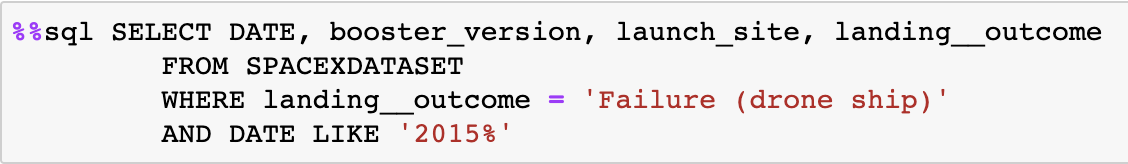 %%sql SELECT DATE, booster_version, launch_site, landing__outcome
FROM SPACEXDATASET
WHERE landing__outcome = 'Failure (drone ship)'
AND DATE LIKE '2015%'